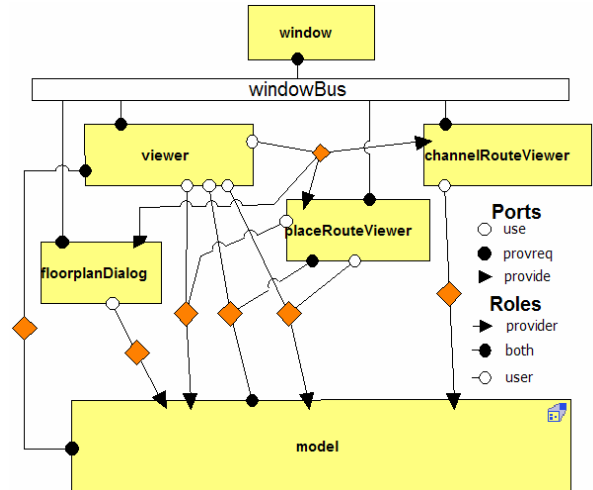 window
windowBus
viewer
channelRouteViewer
placeRouteViewer
floorplanDialog
Ports
use
provreq
provide
Roles
provider
both
user
model